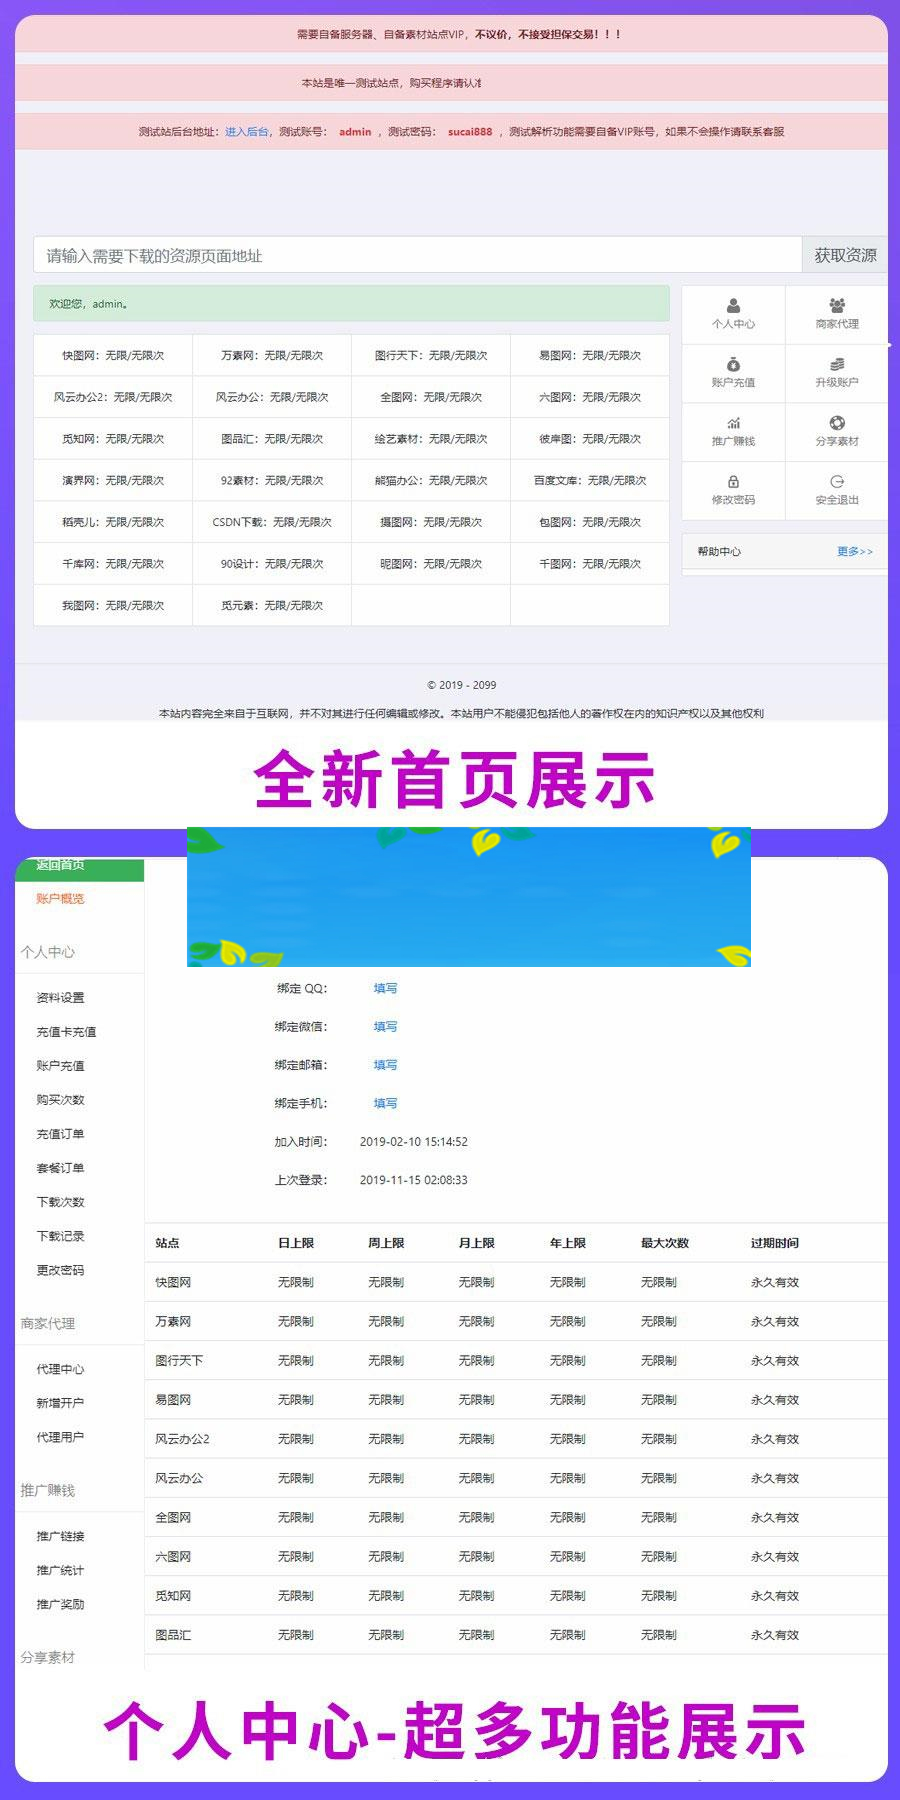 需要自备服务器、自备素材站点VIP，不议价，不接受担保交易！！！
本站是唯一测试站点，购买程序请认准
测试站后台地址：进入后台，测试账号： admin ，测试密码： sucai888 ，测试解析功能需要自备VIP账号，如果不会操作请联系客服
请输入需要下载的资源页面地址 获取资源
欢迎您，admin。
个人中心 商家代理
快图网：无限/无限次 万素网：无限/无限次 图行天下：无限/无限次 易图网：无限/无限次
账户充值 升级账户
风云办公2：无限/无限次 风云办公：无限/无限次 全图网：无限/无限次 六图网：无限/无限次
觅知网：无限/无限次 图品汇：无限/无限次 绘艺素材：无限/无限次 彼岸图：无限/无限次
推广赚钱 分享素材
演界网：无限/无限次 92素材：无限/无限次 熊猫办公：无限/无限次 百度文库：无限/无限次
修改密码 安全退出
稻壳儿：无限/无限次 CSDN下载：无限/无限次 摄图网：无限/无限次 包图网：无限/无限次
帮助中心 更多>>
千库网：无限/无限次 90设计：无限/无限次 昵图网：无限/无限次 千图网：无限/无限次
我图网：无限/无限次 觅元素：无限/无限次
© 2019 - 2099
本站内容完全来自于互联网，并不对其进行任何编辑或修改。本站用户不能侵犯包括他人的著作权在内的知识产权以及其他权利
全新首页展示
返回首页
账户概览
个人中心
资料设置
充值卡充值
账户充值
购买次数
充值订单
套餐订单
下载次数
下载记录
更改密码
商家代理
代理中心
新增开户
代理用户
推广赚钱
推广链接
推广统计
推广奖励
分享素材
绑定 QQ： 填写
绑定微信： 填写
绑定邮箱： 填写
绑定手机： 填写
加入时间： 2019-02-10 15:14:52
上次登录： 2019-11-15 02:08:33
站点 日上限 周上限 月上限 年上限 最大次数 过期时间
快图网 无限制 无限制 无限制 无限制 无限制 永久有效
万素网 无限制 无限制 无限制 无限制 无限制 永久有效
图行天下 无限制 无限制 无限制 无限制 无限制 永久有效
易图网 无限制 无限制 无限制 无限制 无限制 永久有效
风云办公2 无限制 无限制 无限制 无限制 无限制 永久有效
风云办公 无限制 无限制 无限制 无限制 无限制 永久有效
全图网 无限制 无限制 无限制 无限制 无限制 永久有效
六图网 无限制 无限制 无限制 无限制 无限制 永久有效
觅知网 无限制 无限制 无限制 无限制 无限制 永久有效
图品汇 无限制 无限制 无限制 无限制 无限制 永久有效
个人中心-超多功能展示